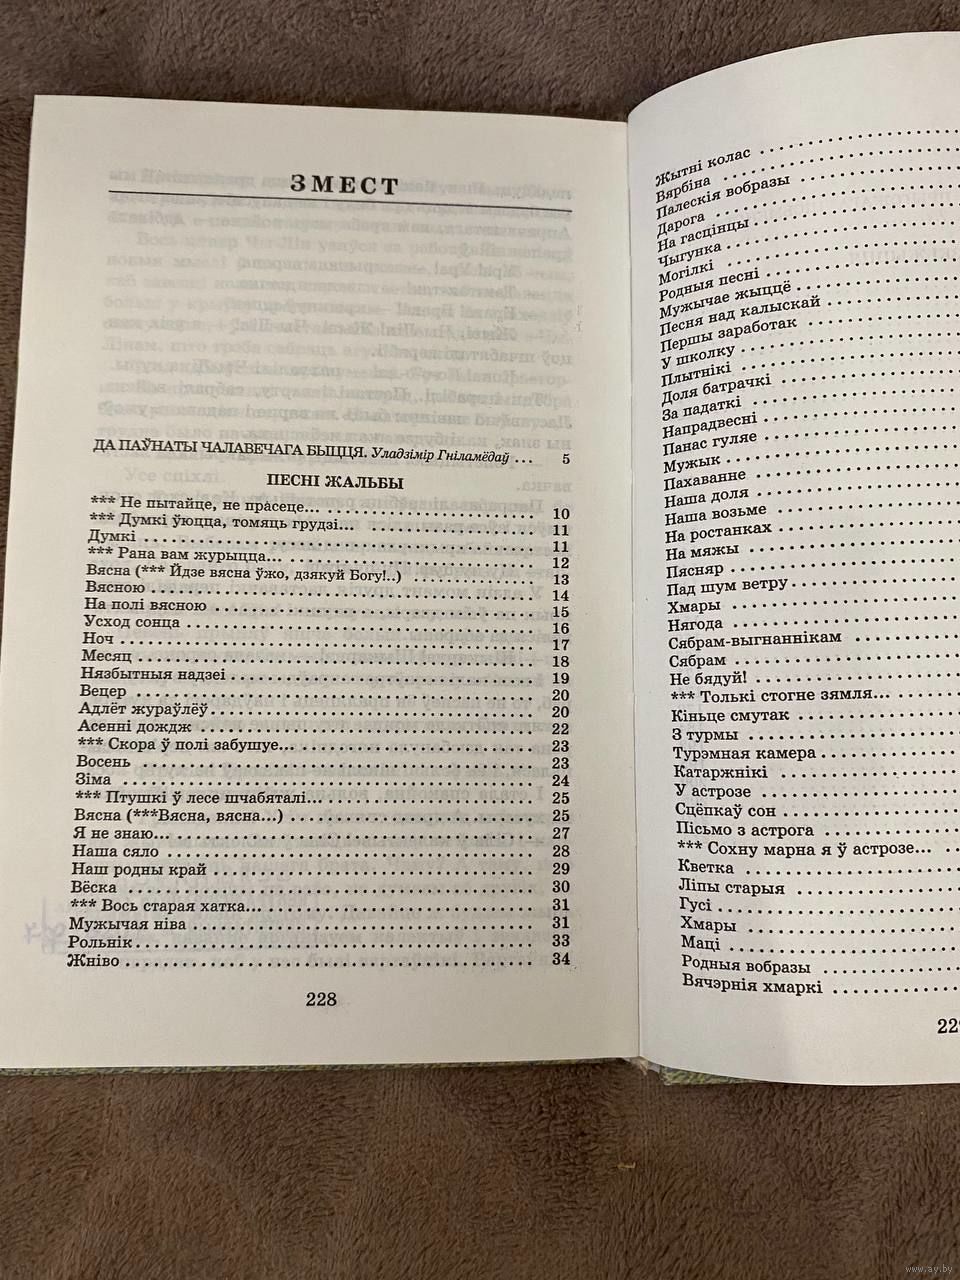 ЗМЕСТ
ДА ПАЎНАТЫ ЧАЛАВЕЧАГА БЫЦЦЯ. Уладзімір Гніламёдаў ... 5
ПЕСНІ ЖАЛЬБЫ
*** Не пытайце, не прасеце... 10
*** Думкі ўюцца, томяць грудзі... 11
Думкі 11
*** Рана вам журыцца... 12
Вясна (*** Йдзе вясна ўжо, дзякуй Богу!..) 13
Вясною 14
На полі вясною 15
Усход сонца 16
Ноч 17
Месяц 18
Нязбытныя надзеі 19
Вецер 20
Адлёт жураўлёў 20
Асенні дождж 22
*** Скора ў полі забушуе... 23
Восень 23
Зіма 24
*** Птушкі ў лесе шчабяталі... 25
Вясна (***Вясна, вясна...) 25
Я не знаю... 27
Наша сяло 28
Наш родны край 29
Вёска 30
*** Вось старая хатка... 31
Мужычая ніва 31
Рольнік 33
Жніво 34
228
Жытні колас
Вярбіна
Палескія вобразы
Дарога
На гасцінцы
Чыгунка
Могілкі
Родныя песні
Мужычае жыццё
Песня над калыскай
Першы заработак
У школку
Плытнікі
Доля батрачкі
За падаткі
Напрадвесні
Панас гуляе
Мужык
Пахаванне
Наша доля
Наша возьме
На ростанках
На мяжы
Пясняр
Пад шум ветру
Хмары
Нягода
Сябрам-выгнаннікам
Сябрам
Не бядуй!
*** Толькі стогне зямля...
Кіньце смутак
З турмы
Турэмная камера
Катаржнікі
У астрозе
Сцёпкаў сон
Пісьмо з астрога
*** Сохну марна я ў астрозе...
Кветка
Ліпы старыя
Гусі
Хмары
Маці
Родныя вобразы
Вячэрнія хмаркі
www.ay.by